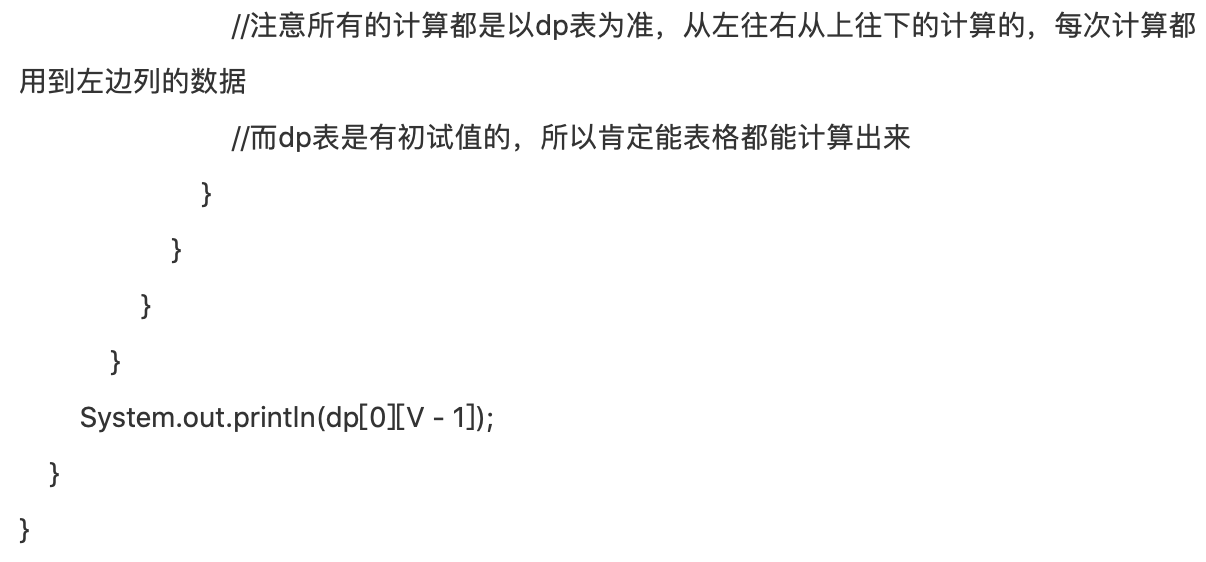 //注意所有的计算都是以dp表为准，从左往右从上往下的计算的，每次计算都
用到左边列的数据
//而dp表是有初试值的，所以肯定能表格都能计算出来
}
}
}
}
System.out.println(dp[0][V - 1]);
}
}